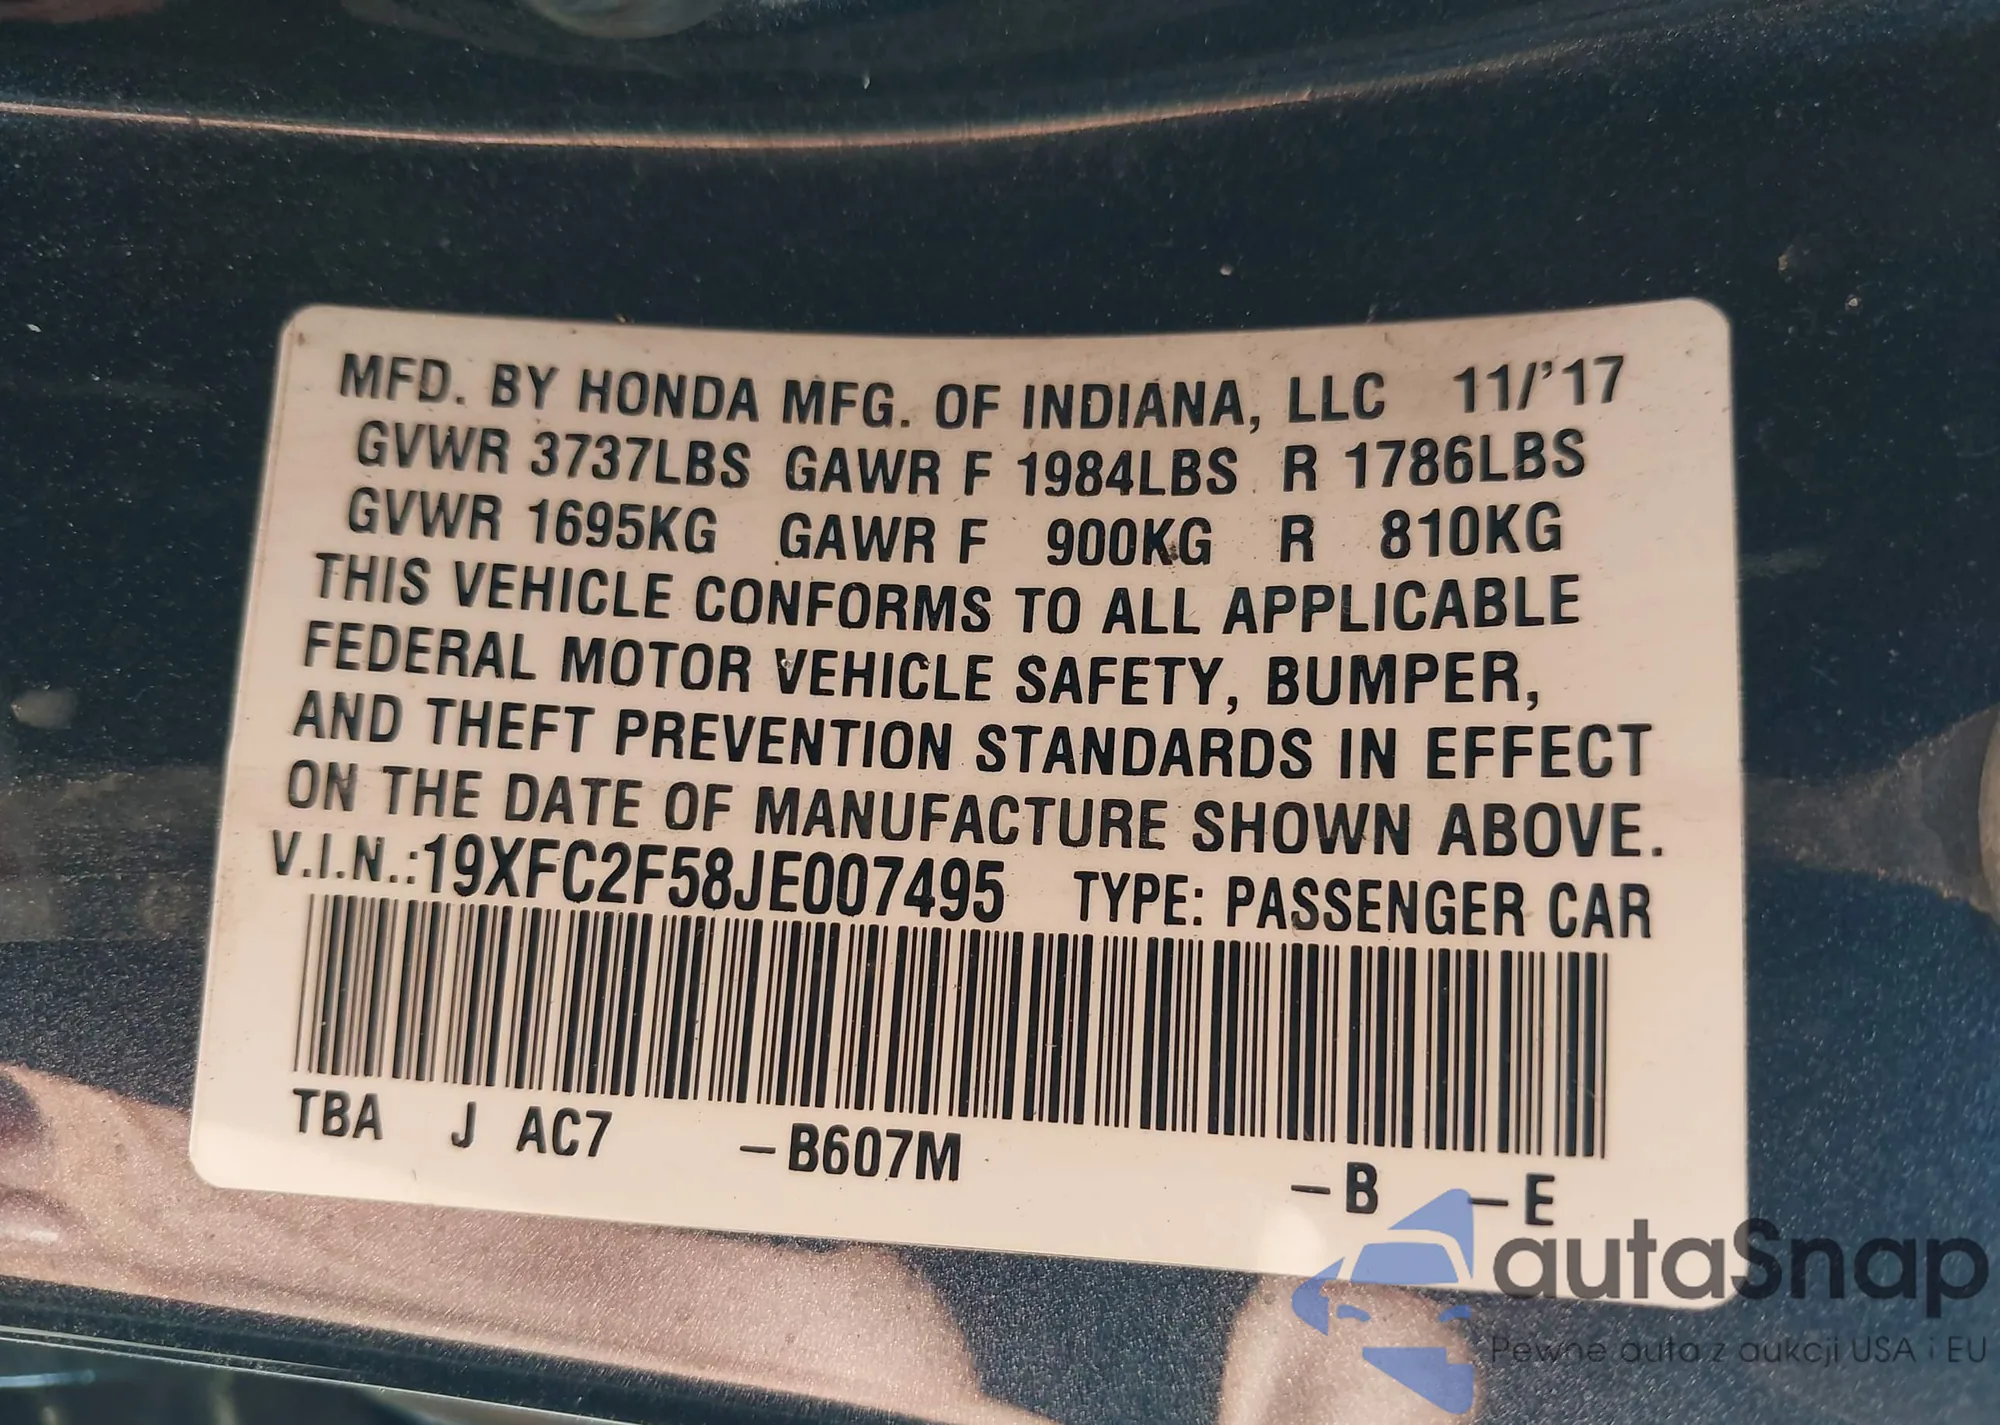 MFD. BY HONDA MFG. OF INDIANA, LLC 11/'17
GVWR 3737LBS GAWR F 1984LBS R 1786LBS
GVWR 1695KG GAWR F 900KG R 810KG
THIS VEHICLE CONFORMS TO ALL APPLICABLE
FEDERAL MOTOR VEHICLE SAFETY, BUMPER,
AND THEFT PREVENTION STANDARDS IN EFFECT
ON THE DATE OF MANUFACTURE SHOWN ABOVE.
V.I.N.:19XFC2F58JE007495 TYPE: PASSENGER CAR
TBA J AC7 -B607M -B -E
autaSnap
Pewne auta z aukcji USA i EU